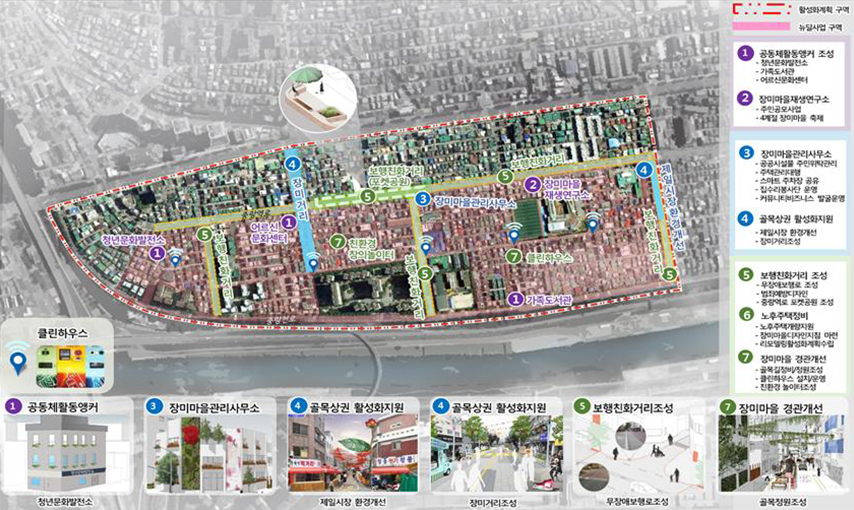 활성화계획 구역
뉴딜사업 구역
1 공동체활동앵커 조성
- 청년문화발전소
- 가족도서관
- 어르신문화센터
2 장미마을재생연구소
- 주민공모사업
- 4계절 장미마을 축제
3 장미마을관리사무소
- 공공시설물 주민위탁관리
- 주택관리대행
- 스마트 주차장 공유
- 집수리봉사단 운영
- 커뮤니티비즈니스 발굴운영
4 골목상권 활성화지원
- 제일시장 환경개선
- 장미거리조성
5 보행친화거리 조성
- 무장애보행로 조성
- 범죄예방디자인
- 중랑역로 포켓공원 조성
6 노후주택정비
- 노후주택개량지원
- 장미마을디자인지침 마련
- 리모델링활성화계획수립
7 장미마을 경관개선
- 골목길정비/정원조성
- 클린하우스 설치/운영
- 친환경 놀이터조성
4
장미거리
보행친화거리
(포켓공원)
5
5
보행친화거리
4
제일시장환경개선
2 장미마을
재생연구소
3 장미마을관리사무소
청년문화발전소
1
5
보행친화거리
1
어르신
문화센터
7 친환경
창의놀이터
보행친화거리
5
7
클린하우스
1 가족도서관
보행친화거리
5
클린하우스
1 공동체활동앵커
청년문화발전소
3 장미마을관리사무소
4 골목상권 활성화지원
제일시장 환경개선
4 골목상권 활성화지원
장미거리조성
5 보행친화거리조성
무장애보행로조성
7 장미마을 경관개선
골목정원조성